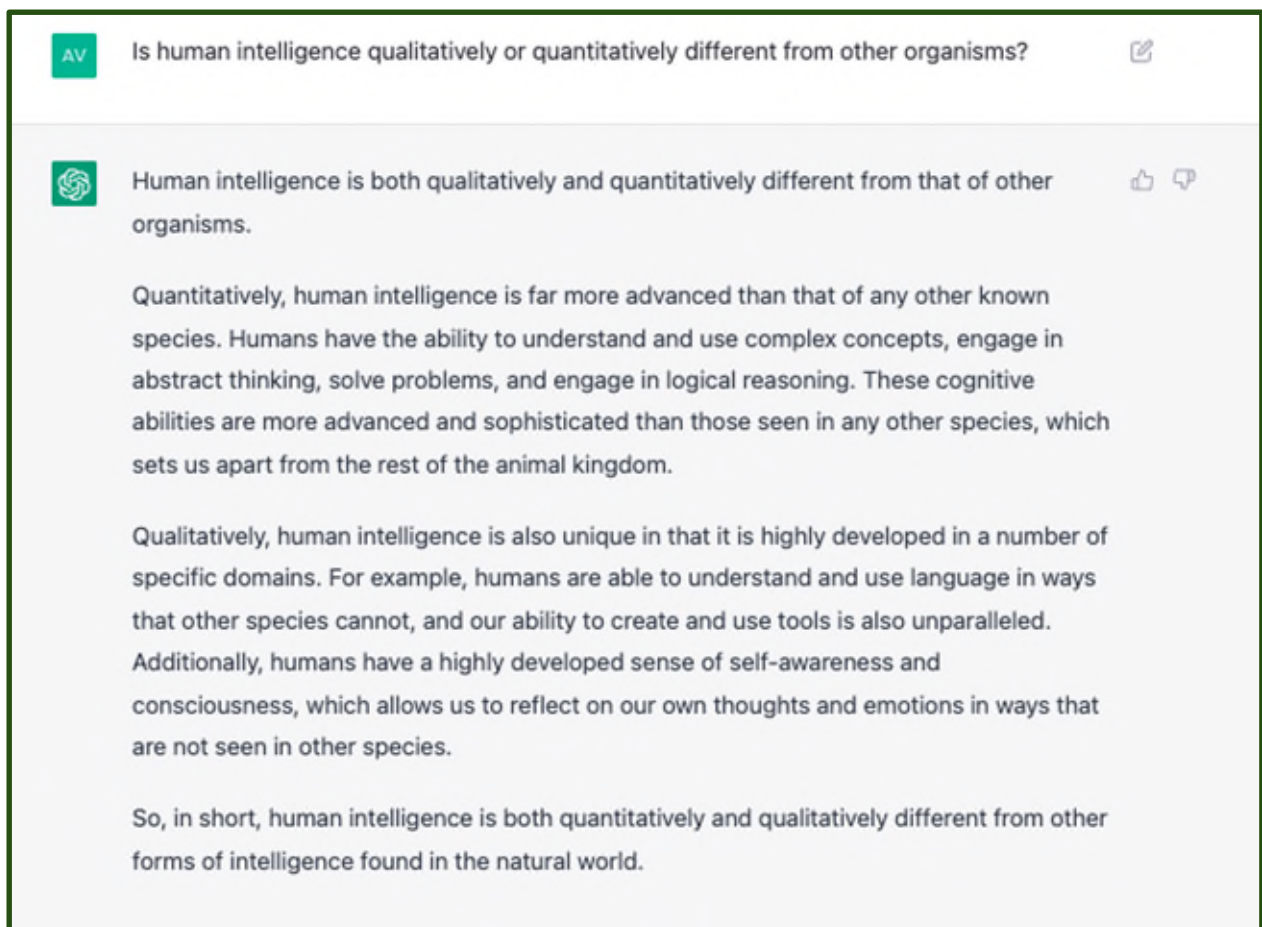 AV
Is human intelligence qualitatively or quantitatively different from other organisms?
Human intelligence is both qualitatively and quantitatively different from that of other
organisms.
Quantitatively, human intelligence is far more advanced than that of any other known
species. Humans have the ability to understand and use complex concepts, engage in
abstract thinking, solve problems, and engage in logical reasoning. These cognitive
abilities are more advanced and sophisticated than those seen in any other species, which
sets us apart from the rest of the animal kingdom.
Qualitatively, human intelligence is also unique in that it is highly developed in a number of
specific domains. For example, humans are able to understand and use language in ways
that other species cannot, and our ability to create and use tools is also unparalleled.
Additionally, humans have a highly developed sense of self-awareness and
consciousness, which allows us to reflect on our own thoughts and emotions in ways that
are not seen in other species.
So, in short, human intelligence is both quantitatively and qualitatively different from other
forms of intelligence found in the natural world.